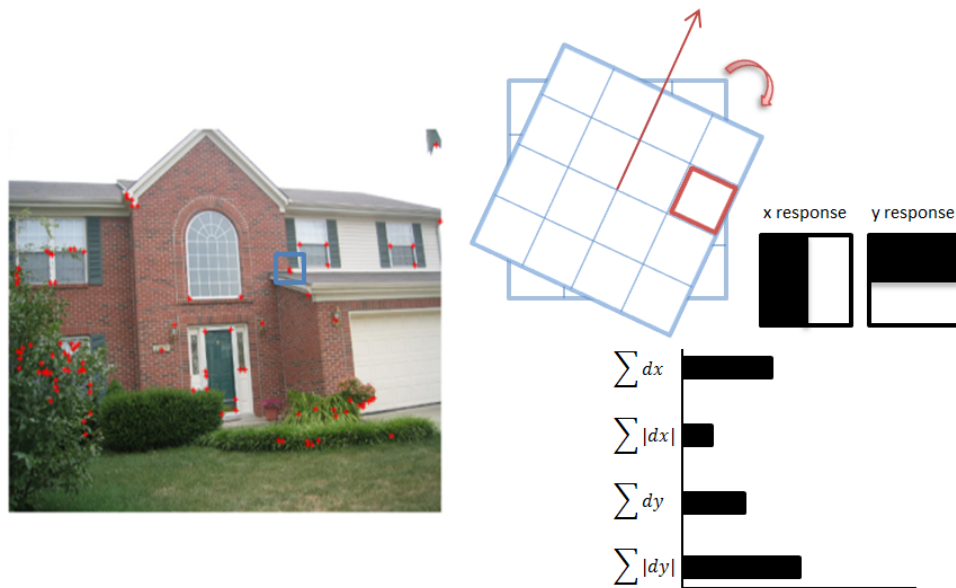 x response
y response
∑ dx
∑ |dx|
∑ dy
∑ |dy|